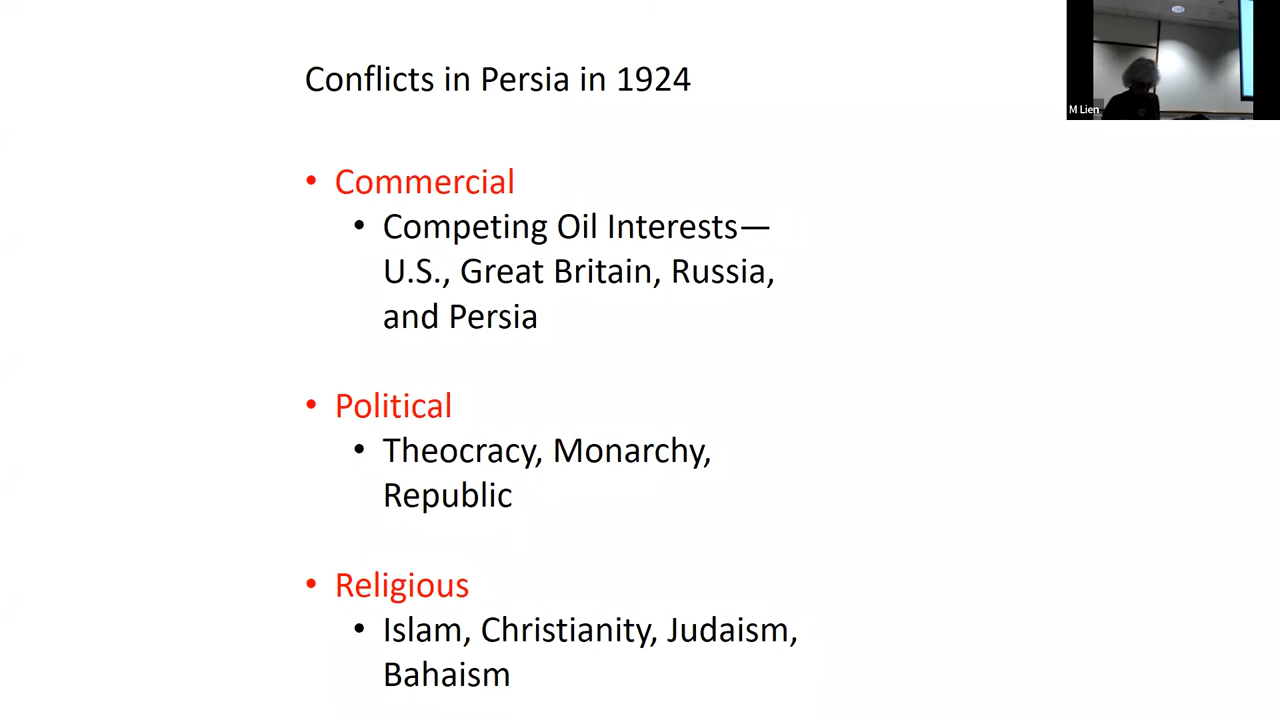 Conflicts in Persia in 1924
• Commercial
• Competing Oil Interests—
U.S., Great Britain, Russia,
and Persia
• Political
• Theocracy, Monarchy,
Republic
• Religious
• Islam, Christianity, Judaism,
Bahaism
M Lien